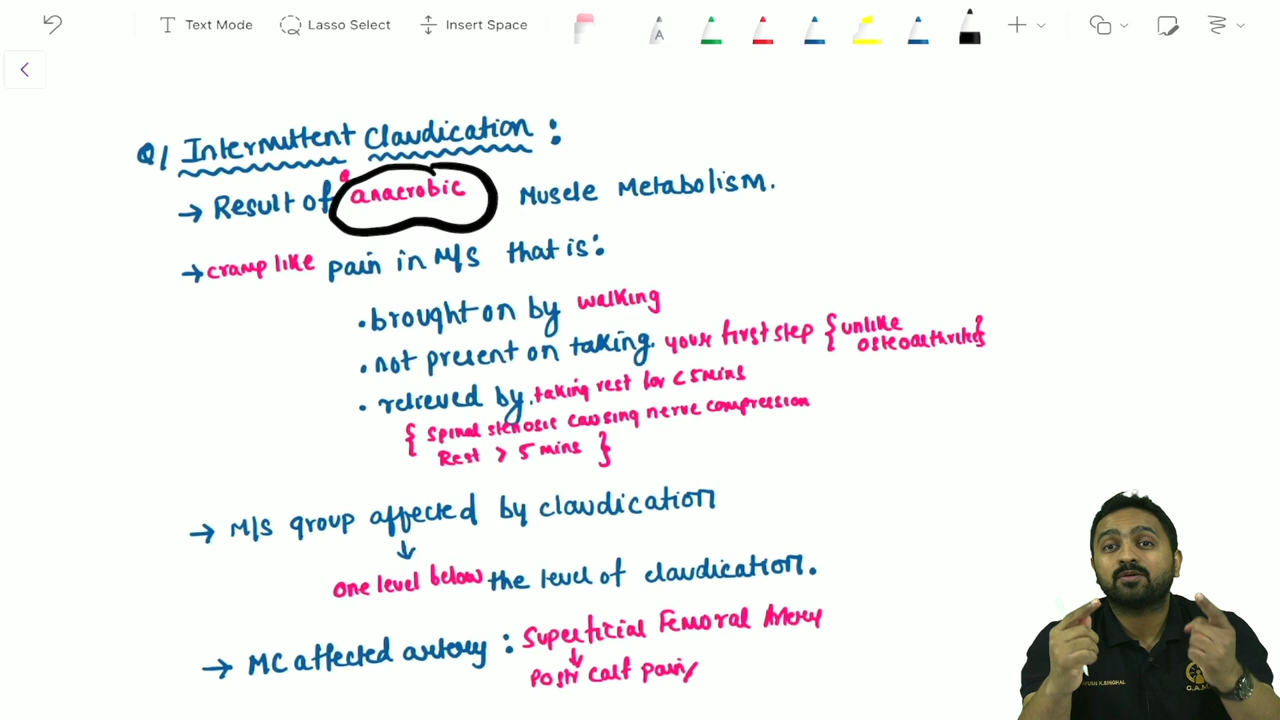 Text Mode
Lasso Select
Insert Space
A
Q1 Intermittent Claudication :
→ Result of anaerobic Muscle Metabolism.
→ cramp like pain in M/S that is:
• brought on by walking
• not present on taking your first step {unlike
osteoarthritis}
• relieved by taking rest for <5mins
{ spinal stenosis causing nerve compression
Rest > 5 mins }
→ M/S group affected by claudication
↓
one level below the level of claudication.
→ MC affected artery : Superficial Femoral Artery
↓
Postr calf pain